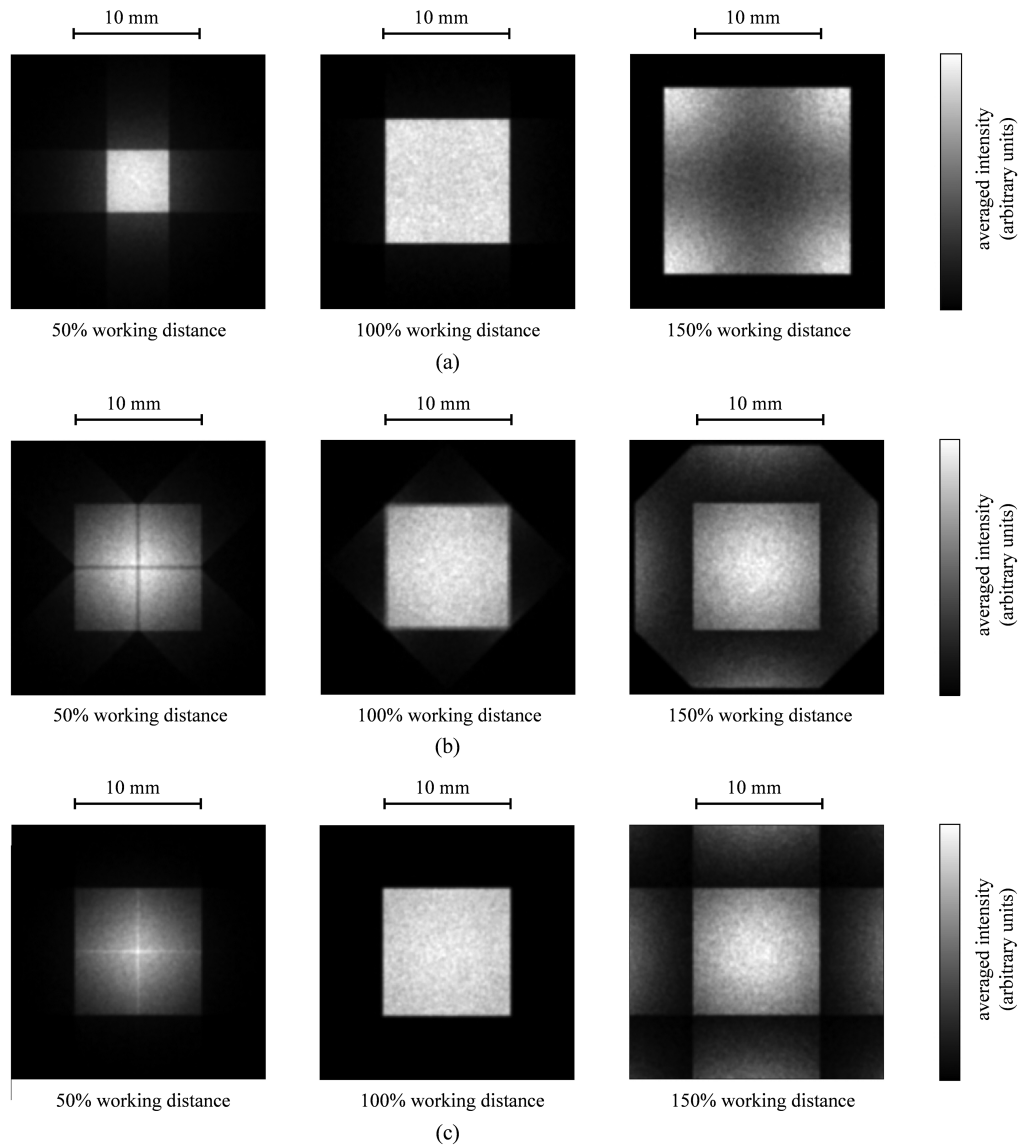 10 mm 10 mm 10 mm
averaged intensity
(arbitrary units)
50% working distance 100% working distance 150% working distance
(a)
10 mm 10 mm 10 mm
averaged intensity
(arbitrary units)
50% working distance 100% working distance 150% working distance
(b)
10 mm 10 mm 10 mm
averaged intensity
(arbitrary units)
50% working distance 100% working distance 150% working distance
(c)